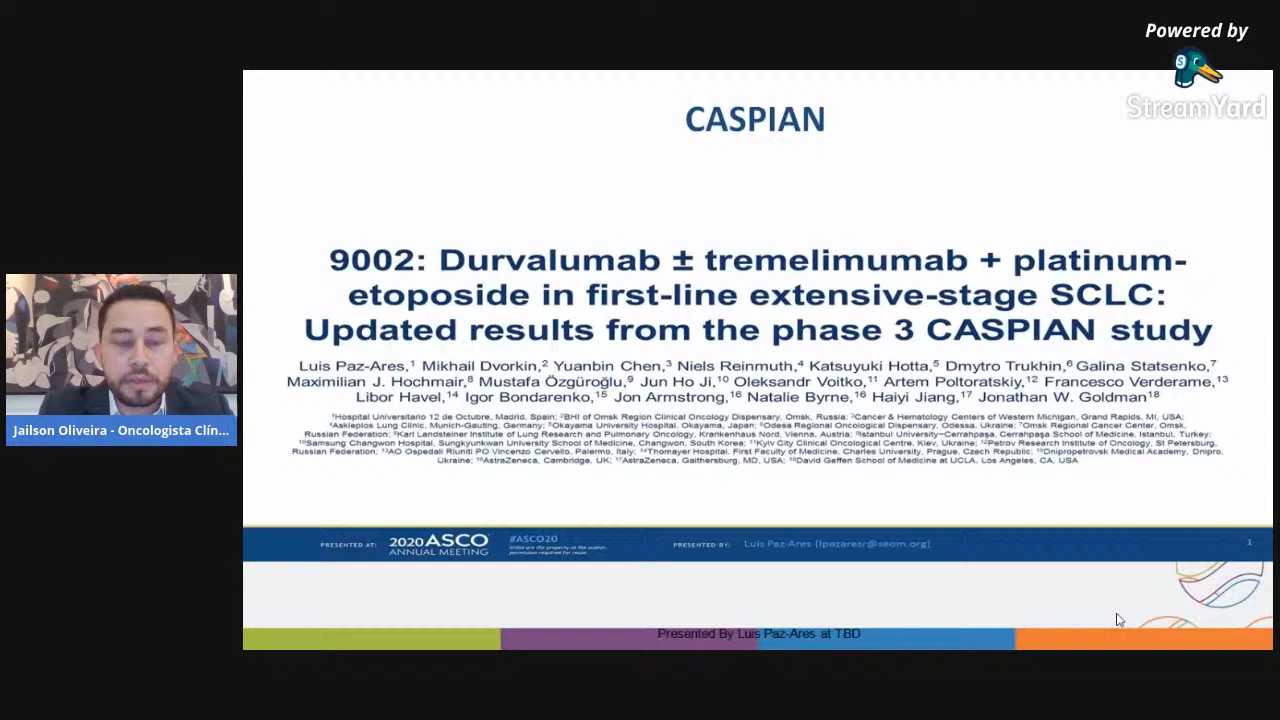 Powered by
StreamYard
CASPIAN
9002: Durvalumab ± tremelimumab + platinum-
etoposide in first-line extensive-stage SCLC:
Updated results from the phase 3 CASPIAN study
Luis Paz-Ares,¹ Mikhail Dvorkin,² Yuanbin Chen,³ Niels Reinmuth,⁴ Katsuyuki Hotta,⁵ Dmytro Trukhin,⁶ Galina Statsenko,⁷
Maximilian J. Hochmair,⁸ Mustafa Özgüroğlu,⁹ Jun Ho Ji,¹⁰ Oleksandr Voitko,¹¹ Artem Poltoratskiy,¹² Francesco Verderame,¹³
Libor Havel,¹⁴ Igor Bondarenko,¹⁵ Jon Armstrong,¹⁶ Natalie Byrne,¹⁶ Haiyi Jiang,¹⁷ Jonathan W. Goldman¹⁸
¹Hospital Universitario 12 de Octubre, Madrid, Spain; ²BHI of Omsk Region Clinical Oncology Dispensary, Omsk, Russia; ³Cancer & Hematology Centers of Western Michigan, Grand Rapids, MI, USA;
⁴Asklepios Lung Clinic, Munich-Gauting, Germany; ⁵Okayama University Hospital, Okayama, Japan; ⁶Odesa Regional Oncological Dispensary, Odessa, Ukraine; ⁷Omsk Regional Cancer Center, Omsk,
Russian Federation; ⁸Karl Landsteiner Institute of Lung Research and Pulmonary Oncology, Krankenhaus Nord, Vienna, Austria; ⁹Istanbul University−Cerrahpaşa, Cerrahpaşa School of Medicine, Istanbul, Turkey;
¹⁰Samsung Changwon Hospital, Sungkyunkwan University School of Medicine, Changwon, South Korea; ¹¹Kyiv City Clinical Oncological Centre, Kiev, Ukraine; ¹²Petrov Research Institute of Oncology, St Petersburg,
Russian Federation; ¹³AO Ospedali Riuniti PO Vincenzo Cervello, Palermo, Italy; ¹⁴Thomayer Hospital, First Faculty of Medicine, Charles University, Prague, Czech Republic; ¹⁵Dnipropetrovsk Medical Academy, Dnipro,
Ukraine; ¹⁶AstraZeneca, Cambridge, UK; ¹⁷AstraZeneca, Gaithersburg, MD, USA; ¹⁸David Geffen School of Medicine at UCLA, Los Angeles, CA, USA
Jailson Oliveira - Oncologista Clín...
PRESENTED AT:
2020 ASCO
ANNUAL MEETING
#ASCO20
Slides are the property of the author,
permission required for reuse.
PRESENTED BY:
Luis Paz-Ares (lpazaresr@seom.org)
1
Presented By Luis Paz-Ares at TBD